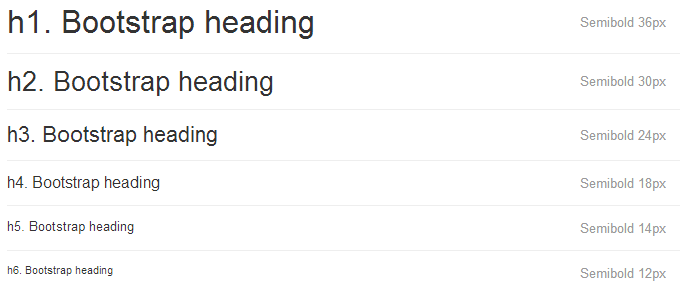 h1. Bootstrap heading Semibold 36px
h2. Bootstrap heading Semibold 30px
h3. Bootstrap heading Semibold 24px
h4. Bootstrap heading Semibold 18px
h5. Bootstrap heading Semibold 14px
h6. Bootstrap heading Semibold 12px